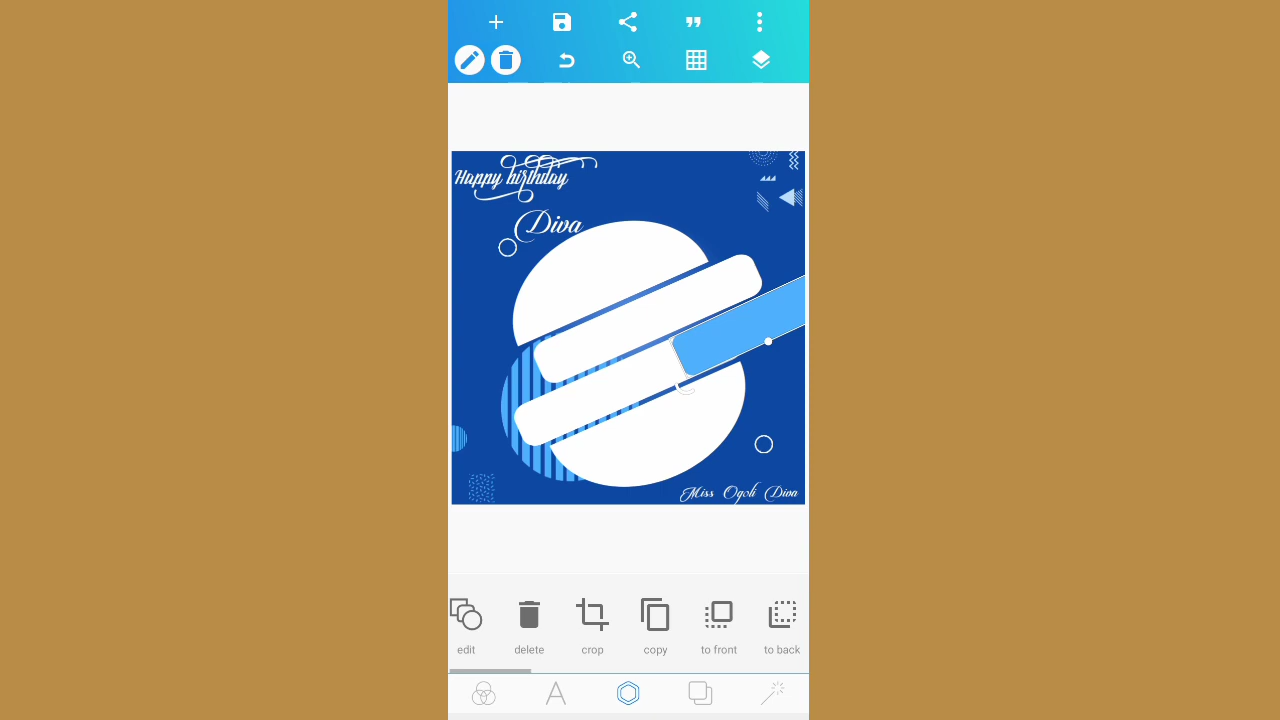 Happy birthday
Diva
Miss Ogoli Diva
edit
delete
crop
copy
to front
to back